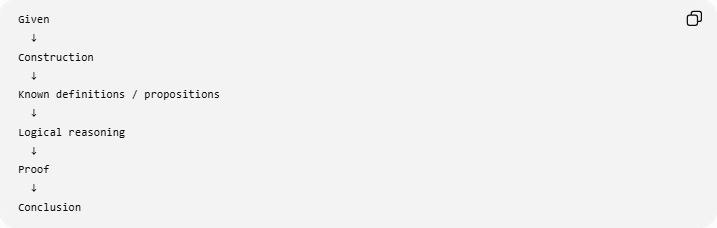 Given
↓
Construction
↓
Known definitions / propositions
↓
Logical reasoning
↓
Proof
↓
Conclusion